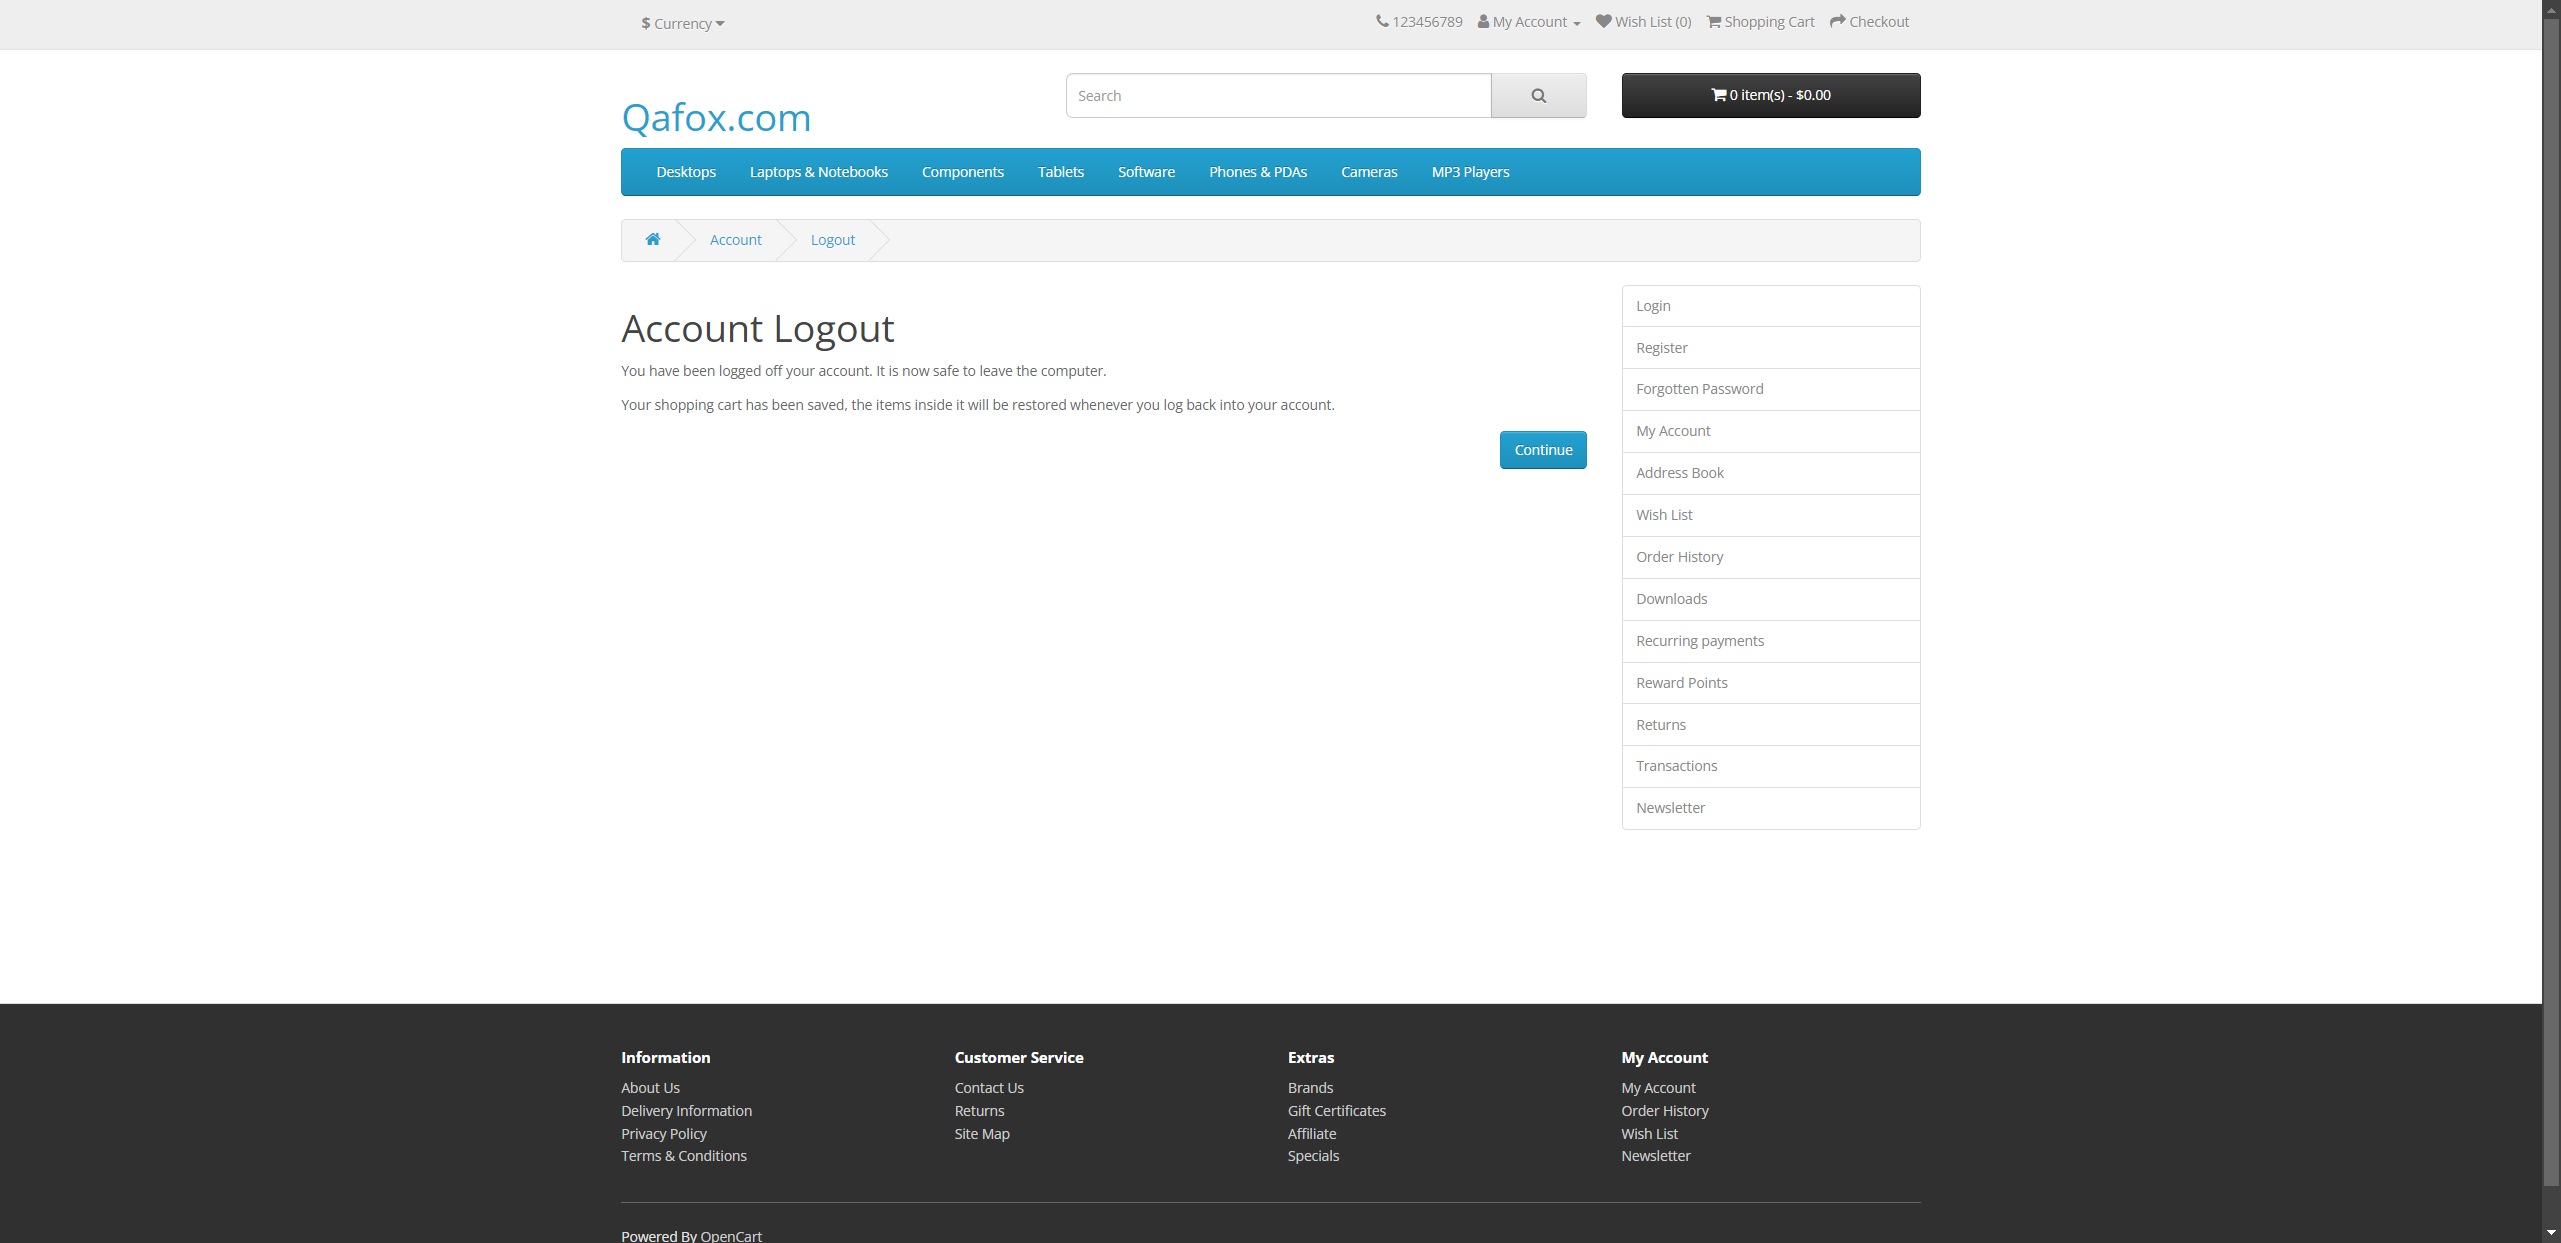 $ Currency
123456789 My Account Wish List (0) Shopping Cart Checkout
Qafox.com
Search
0 item(s) - $0.00
Desktops Laptops & Notebooks Components Tablets Software Phones & PDAs Cameras MP3 Players
Account Logout
Account Logout
You have been logged off your account. It is now safe to leave the computer.
Your shopping cart has been saved, the items inside it will be restored whenever you log back into your account.
Continue
Login
Register
Forgotten Password
My Account
Address Book
Wish List
Order History
Downloads
Recurring payments
Reward Points
Returns
Transactions
Newsletter
Information
About Us
Delivery Information
Privacy Policy
Terms & Conditions
Customer Service
Contact Us
Returns
Site Map
Extras
Brands
Gift Certificates
Affiliate
Specials
My Account
My Account
Order History
Wish List
Newsletter
Powered By OpenCart